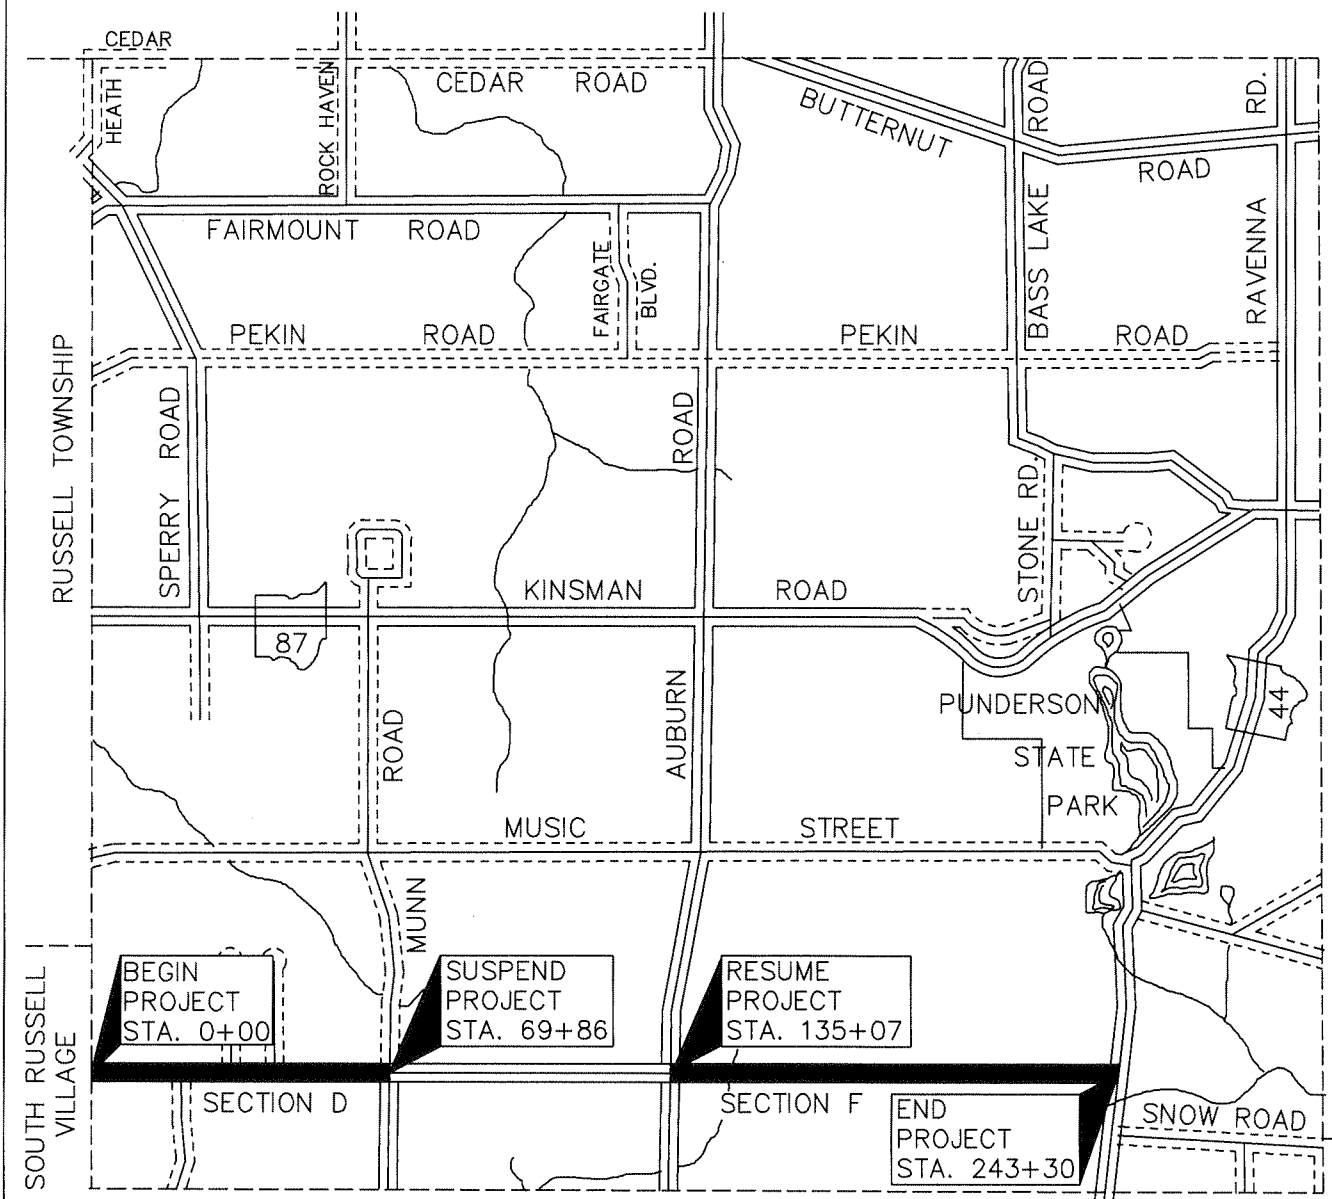 CEDAR
HEATH
ROCK HAVEN
CEDAR ROAD
BUTTERNUT
ROAD
BASS LAKE ROAD
RAVENNA RD.
FAIRMOUNT ROAD
FAIRGATE
BLVD.
PEKIN ROAD
PEKIN ROAD
RUSSELL TOWNSHIP
SPERRY ROAD
AUBURN ROAD
STONE RD.
KINSMAN ROAD
87
PUNDERSON
STATE
PARK
44
MUNN ROAD
MUSIC STREET
SOUTH RUSSELL
VILLAGE
BEGIN
PROJECT
STA. 0+00
SUSPEND
PROJECT
STA. 69+86
RESUME
PROJECT
STA. 135+07
SECTION D
SECTION F
END
PROJECT
STA. 243+30
SNOW ROAD